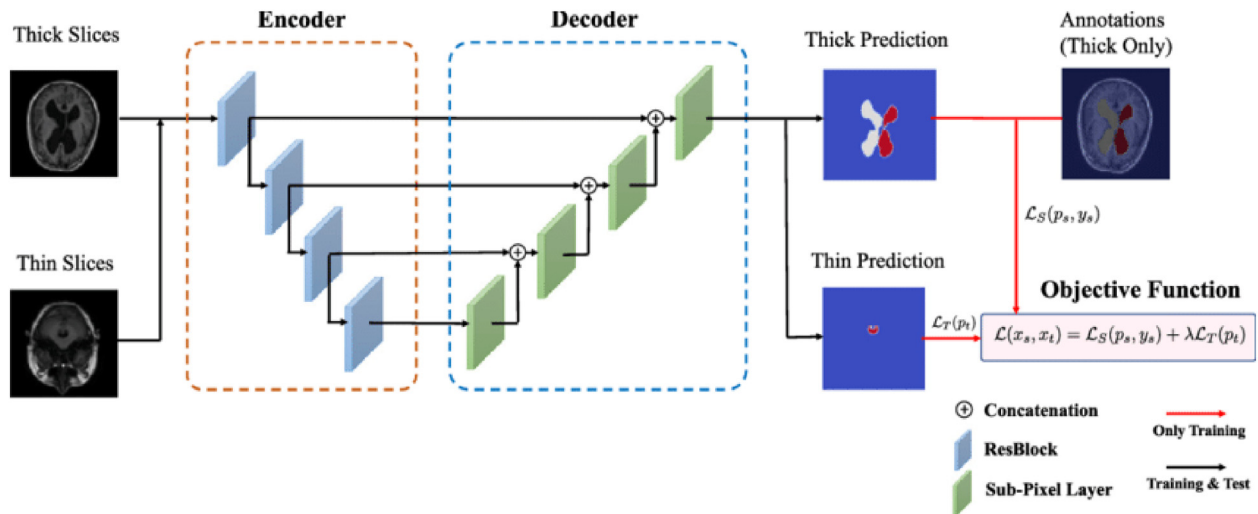 Encoder
Decoder
Thick Slices
Thick Prediction
Annotations
(Thick Only)
Thin Slices
Thin Prediction
ℒ_S(p_s, y_s)
Objective Function
ℒ_T(p_t)
ℒ(x_s, x_t) = ℒ_S(p_s, y_s) + λℒ_T(p_t)
Concatenation
ResBlock
Sub-Pixel Layer
Only Training
Training & Test